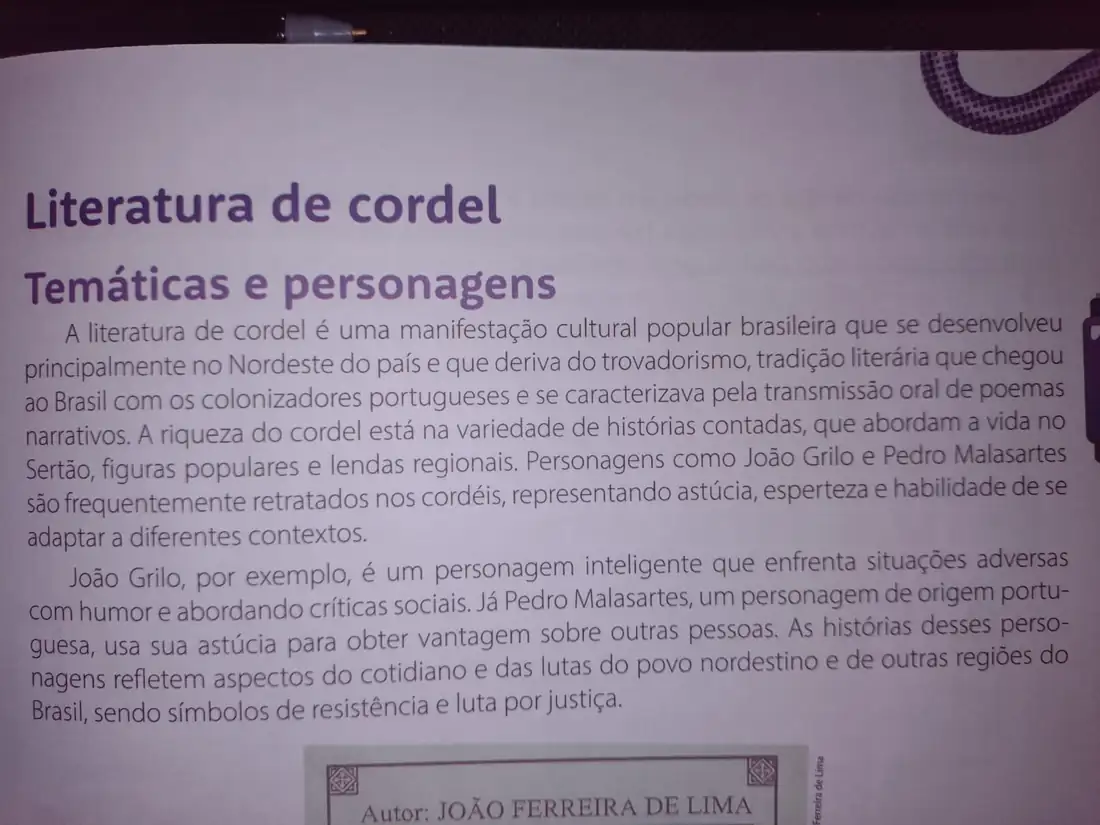 Literatura de cordel
Temáticas e personagens
A literatura de cordel é uma manifestação cultural popular brasileira que se desenvolveu
principalmente no Nordeste do país e que deriva do trovadorismo, tradição literária que chegou
ao Brasil com os colonizadores portugueses e se caracterizava pela transmissão oral de poemas
narrativos. A riqueza do cordel está na variedade de histórias contadas, que abordam a vida no
Sertão, figuras populares e lendas regionais. Personagens como João Grilo e Pedro Malasartes
são frequentemente retratados nos cordéis, representando astúcia, esperteza e habilidade de se
adaptar a diferentes contextos.
João Grilo, por exemplo, é um personagem inteligente que enfrenta situações adversas
com humor e abordando críticas sociais. Já Pedro Malasartes, um personagem de origem portu-
guesa, usa sua astúcia para obter vantagem sobre outras pessoas. As histórias desses perso-
nagens refletem aspectos do cotidiano e das lutas do povo nordestino e de outras regiões do
Brasil, sendo símbolos de resistência e luta por justiça.
Autor: JOÃO FERREIRA DE LIMA
Ferreira de Lima